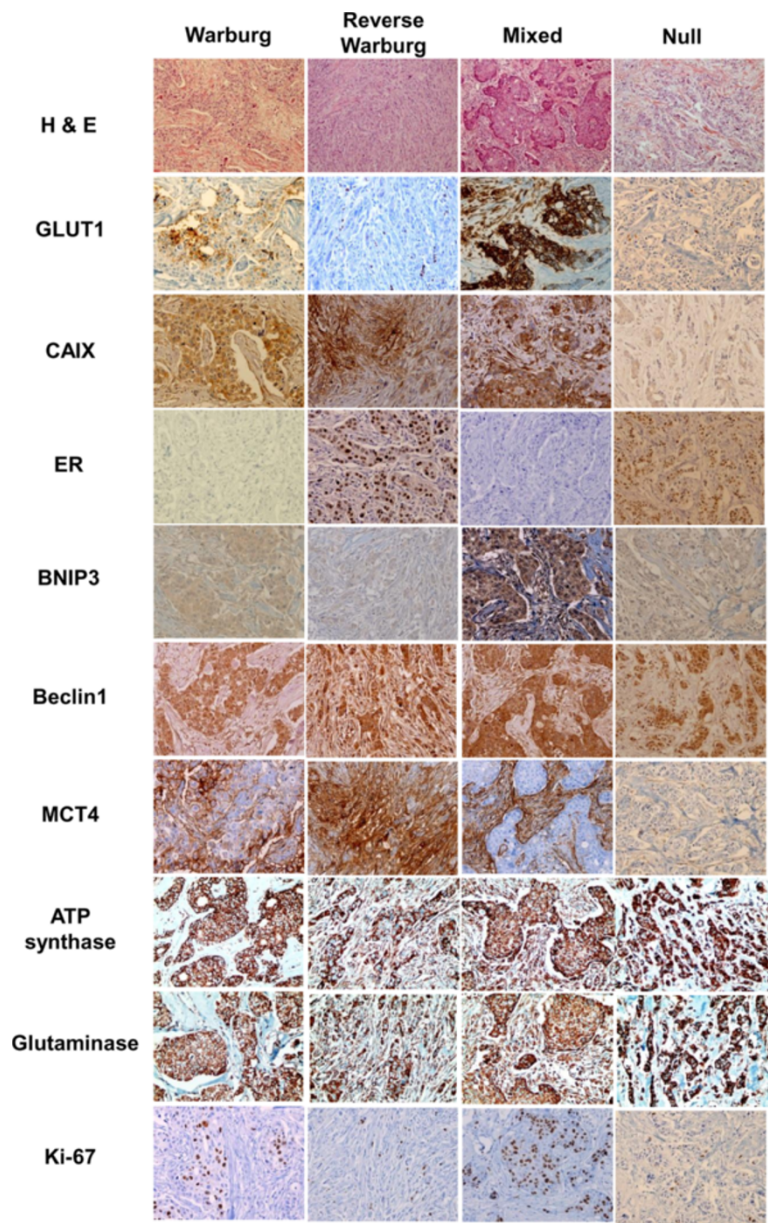 Warburg
Reverse
Warburg
Mixed
Null
H & E
GLUT1
CAIX
ER
BNIP3
Beclin1
MCT4
ATP
synthase
Glutaminase
Ki-67